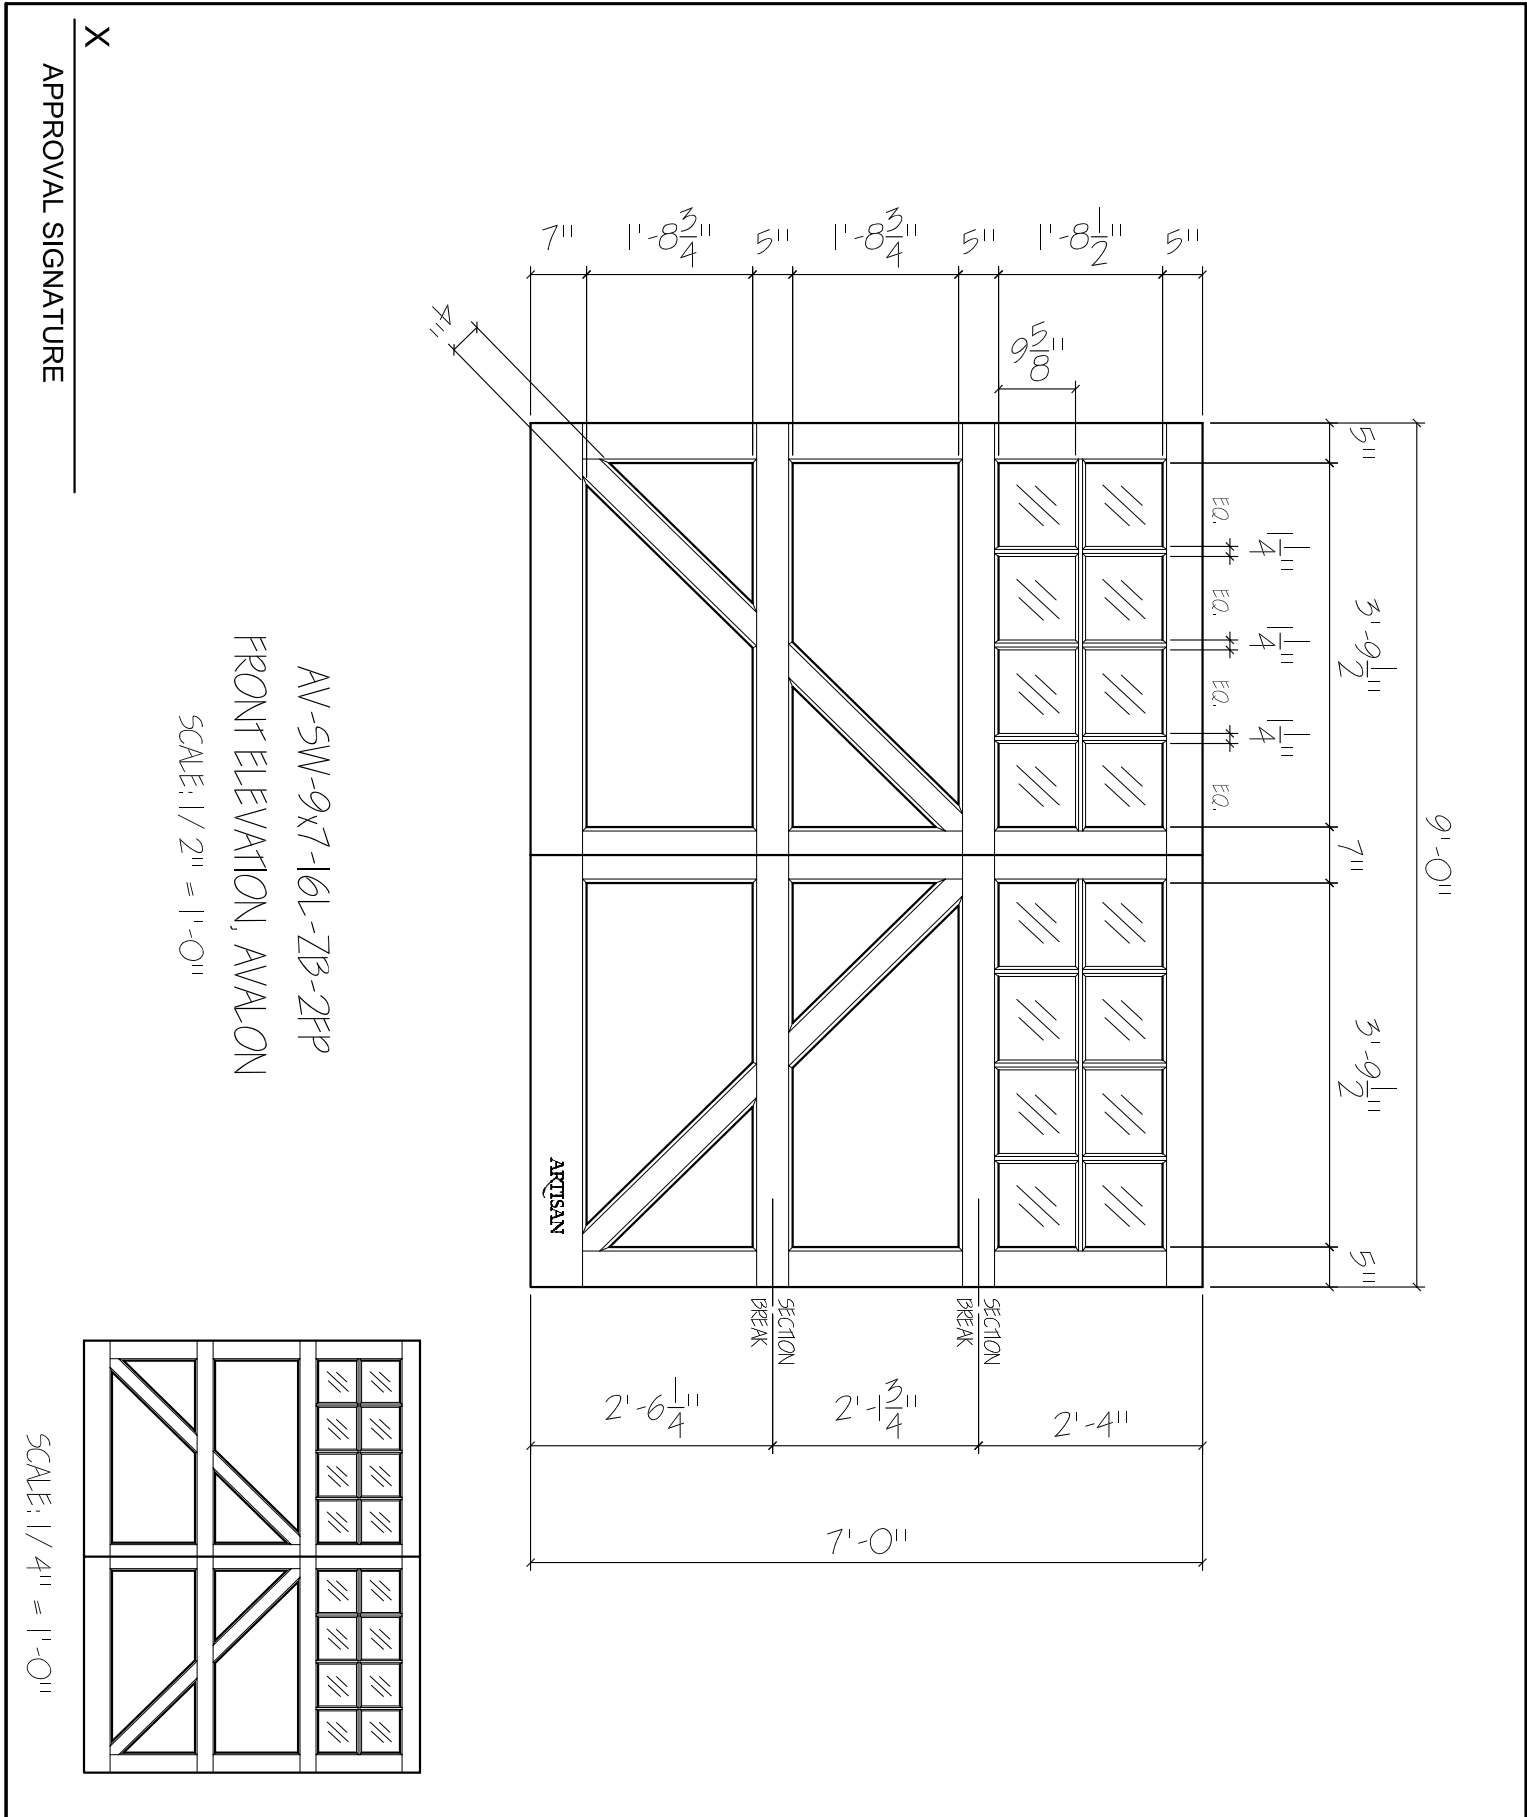 9'-0"
5"
3'-9 1/2"
7"
3'-9 1/2"
5"
1/4"
1/4"
1/4"
EQ.
EQ.
EQ.
EQ.
5"
1'-8 1/2"
5"
1'-8 3/4"
5"
1'-8 3/4"
7"
9 5/8"
4"
SECTION
BREAK
SECTION
BREAK
2'-4"
2'-1 3/4"
2'-6 1/4"
7'-0"
ARTISAN
AV-SW-9x7-16L-ZB-2FP
FRONT ELEVATION, AVALON
SCALE: 1/2" = 1'-0"
X
APPROVAL SIGNATURE
SCALE: 1/4" = 1'-0"